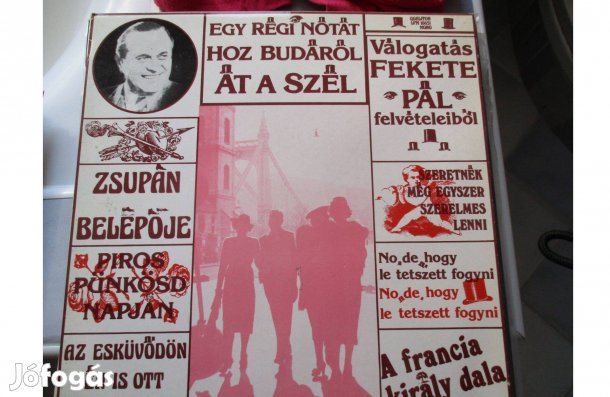 EGY RÉGI NÓTÁT
HOZ BUDÁRÓL
ÁT A SZÉL
QUALITON
MONO
Válogatás
FEKETE
PÁL
felvételeiből
ZSUPÁN
BELÉPŐJE
SZERETNÉK
MÉG EGYSZER
SZERELMES
LENNI
PIROS
PÜNKÖSD
NAPJÁN
No, de, hogy
le tetszett fogyni
No, de, hogy
le tetszett fogyni
AZ ESKÜVŐDÖN
ÉN IS OTT
A francia
király dala
Jófogás